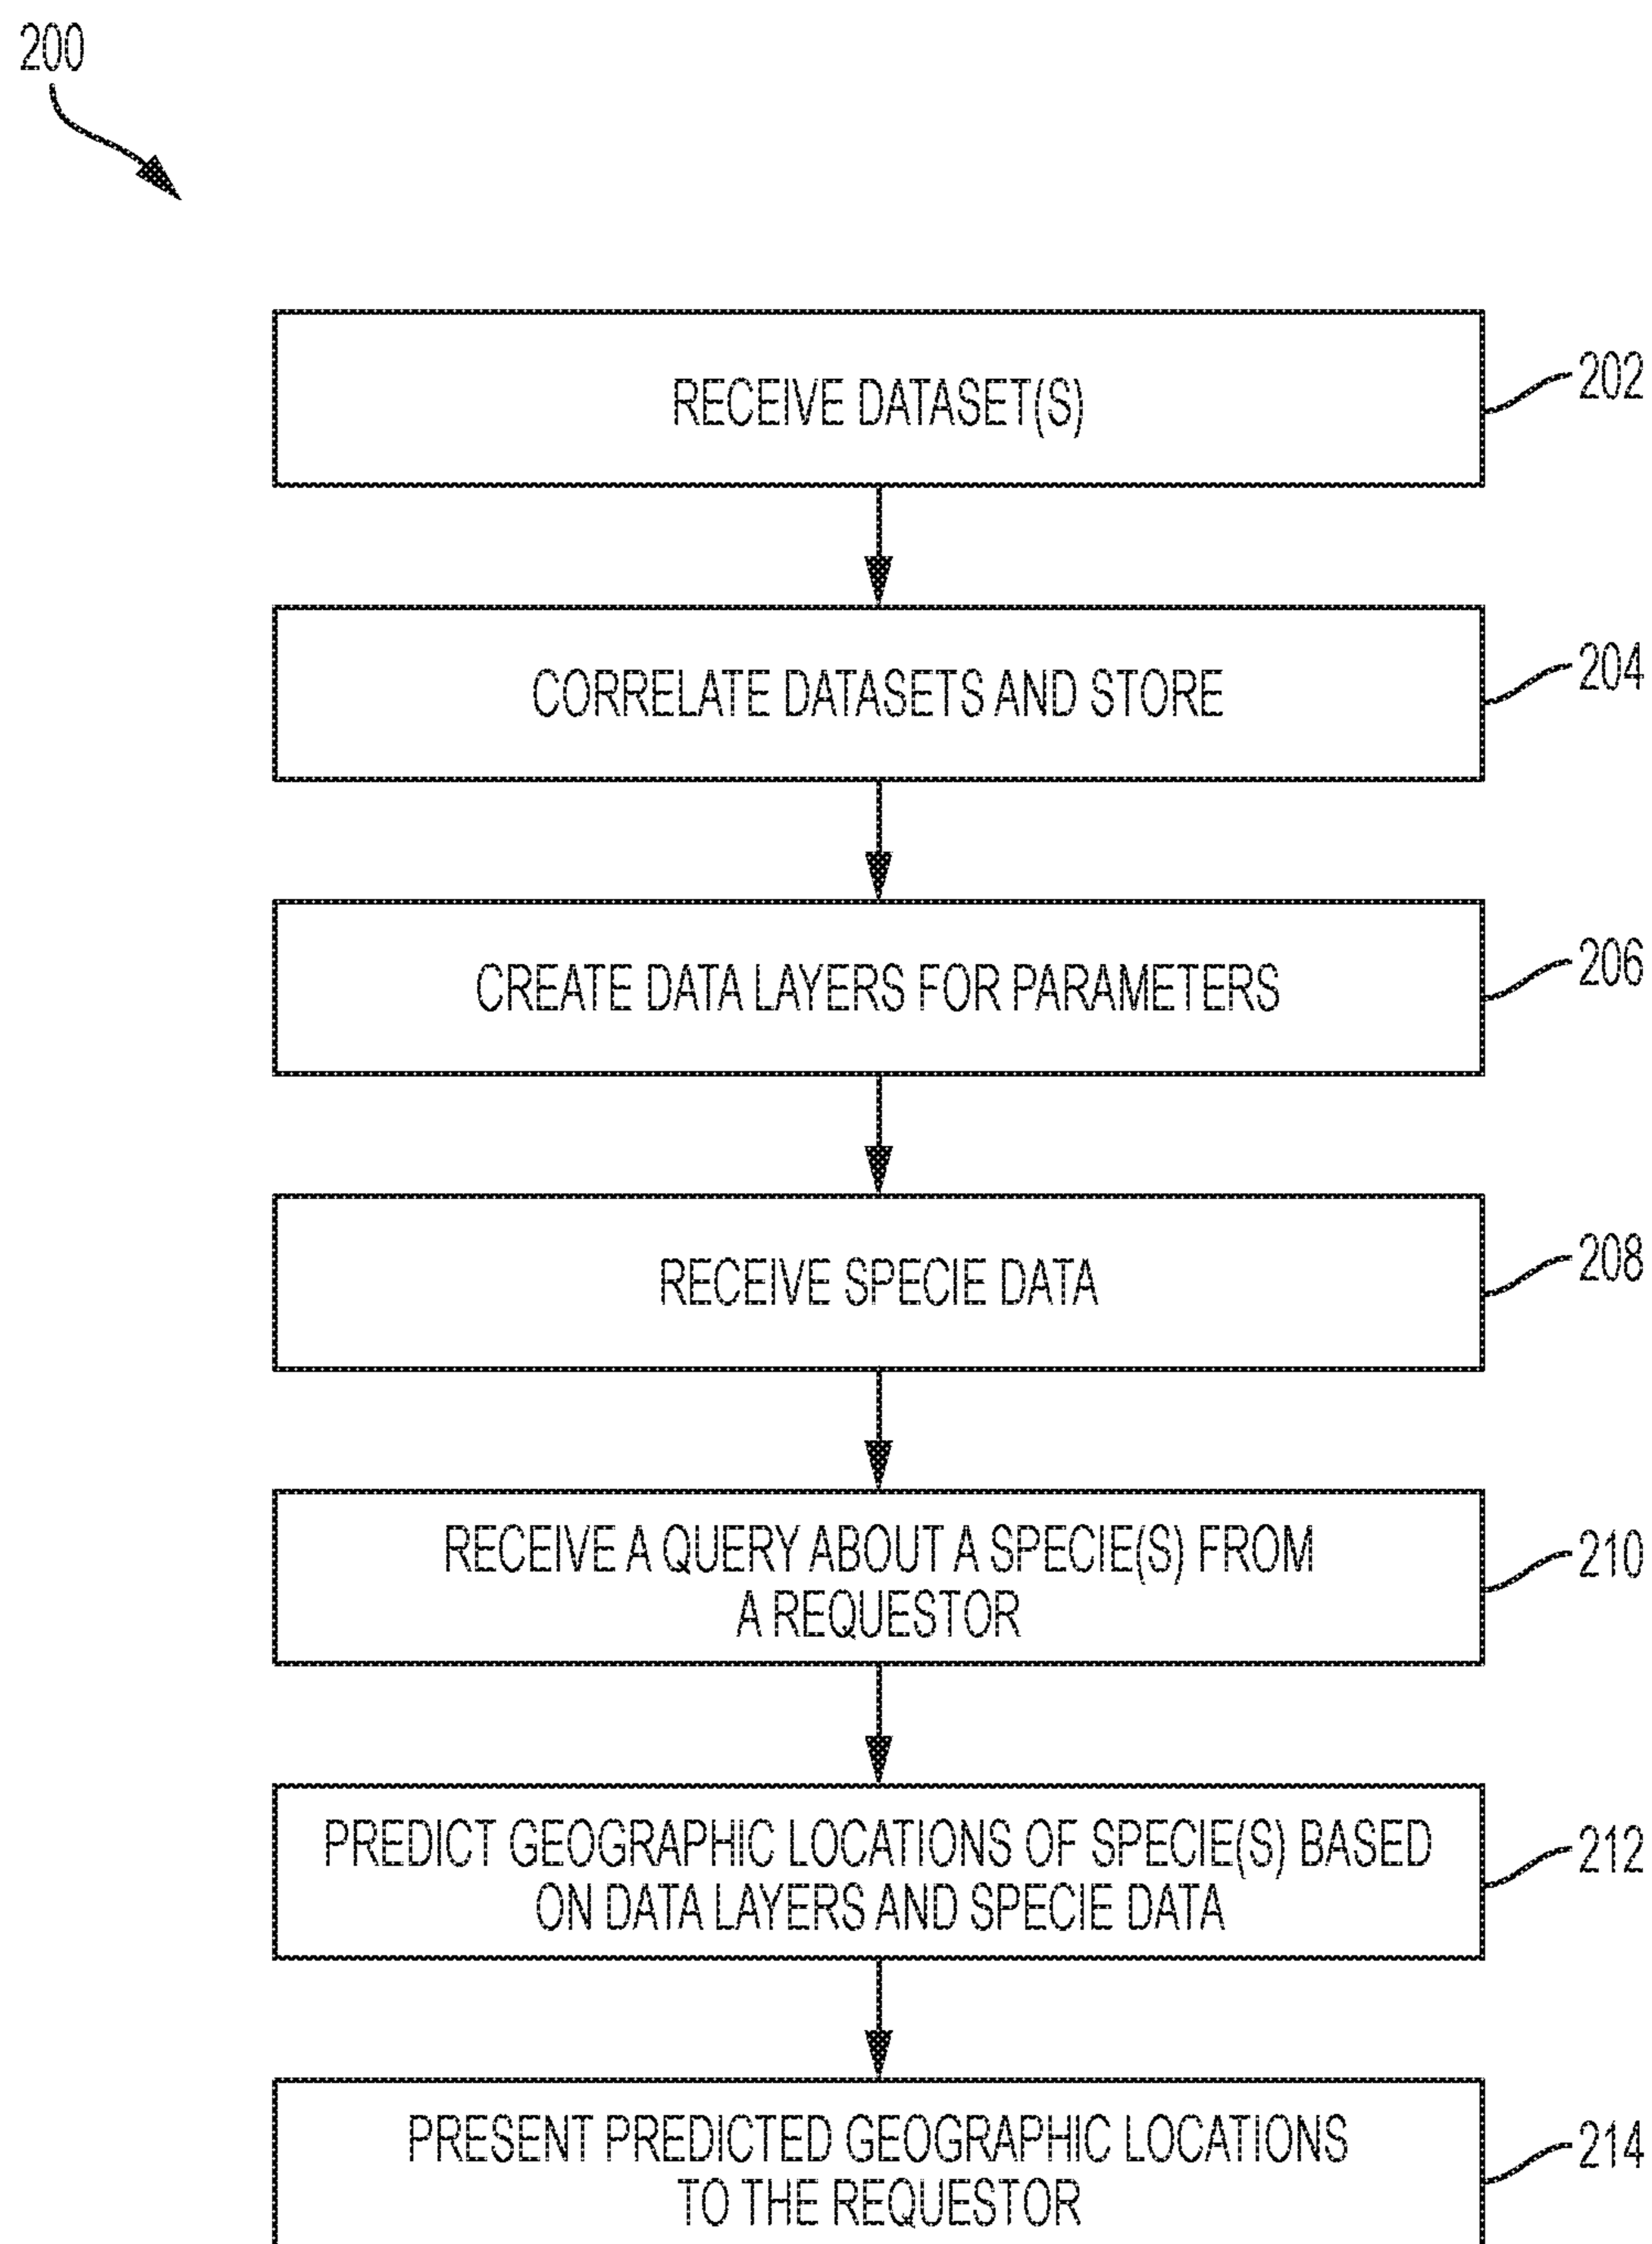 200
RECEIVE DATASET(S)
202
CORRELATE DATASETS AND STORE
204
CREATE DATA LAYERS FOR PARAMETERS
206
RECEIVE SPECIE DATA
208
RECEIVE A QUERY ABOUT A SPECIE(S) FROM
A REQUESTOR
210
PREDICT GEOGRAPHIC LOCATIONS OF SPECIE(S) BASED
ON DATA LAYERS AND SPECIE DATA
212
PRESENT PREDICTED GEOGRAPHIC LOCATIONS
TO THE REQUESTOR
214